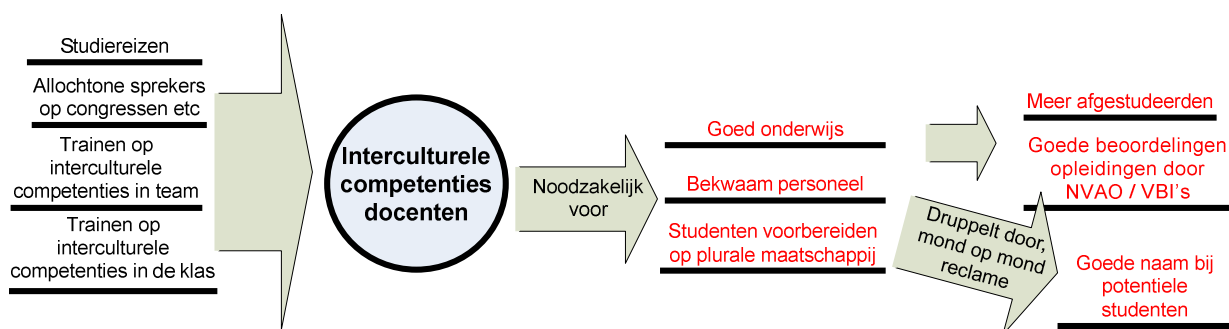 Studiereizen
Allochtone sprekers
op congressen etc
Trainen op
interculturele
competenties in team
Trainen op
interculturele
competenties in de klas
Interculturele
competenties
docenten
Noodzakelijk
voor
Goed onderwijs
Bekwaam personeel
Studenten voorbereiden
op plurale maatschappij
Druppelt door,
mond op mond
reclame
Meer afgestudeerden
Goede beoordelingen
opleidingen door
NVAO / VBI's
Goede naam bij
potentiele
studenten